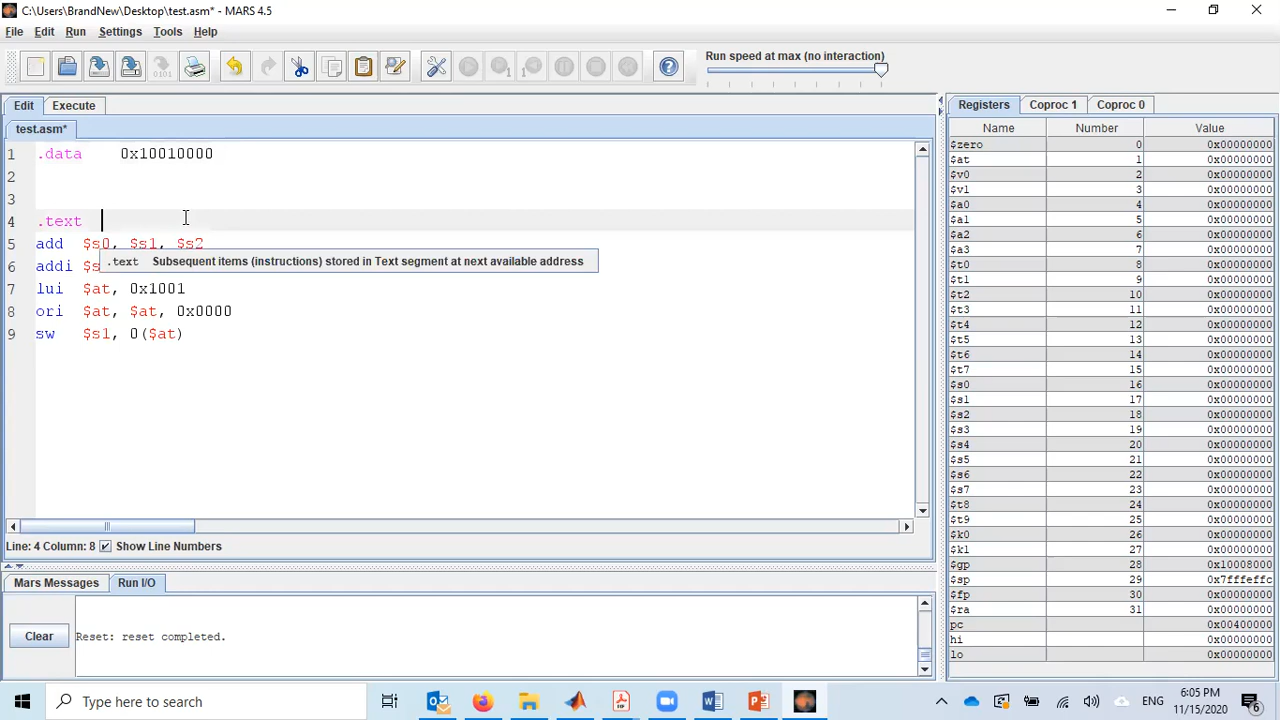 C:\Users\BrandNew\Desktop\test.asm* - MARS 4.5
File Edit Run Settings Tools Help
Run speed at max (no interaction)
Edit Execute
test.asm*
1 .data 0x10010000
2
3
4 .text
5 add $s0, $s1, $s2
.text Subsequent items (instructions) stored in Text segment at next available address
6 addi $s
7 lui $at, 0x1001
8 ori $at, $at, 0x0000
9 sw $s1, 0($at)
Line: 4 Column: 8 Show Line Numbers
Mars Messages Run I/O
Clear
Reset: reset completed.
Registers Coproc 1 Coproc 0
Name Number Value
$zero 0 0x00000000
$at 1 0x00000000
$v0 2 0x00000000
$v1 3 0x00000000
$a0 4 0x00000000
$a1 5 0x00000000
$a2 6 0x00000000
$a3 7 0x00000000
$t0 8 0x00000000
$t1 9 0x00000000
$t2 10 0x00000000
$t3 11 0x00000000
$t4 12 0x00000000
$t5 13 0x00000000
$t6 14 0x00000000
$t7 15 0x00000000
$s0 16 0x00000000
$s1 17 0x00000000
$s2 18 0x00000000
$s3 19 0x00000000
$s4 20 0x00000000
$s5 21 0x00000000
$s6 22 0x00000000
$s7 23 0x00000000
$t8 24 0x00000000
$t9 25 0x00000000
$k0 26 0x00000000
$k1 27 0x00000000
$gp 28 0x10008000
$sp 29 0x7fffeffc
$fp 30 0x00000000
$ra 31 0x00000000
pc 0x00400000
hi 0x00000000
lo 0x00000000
Type here to search
ENG
6:05 PM
11/15/2020
6